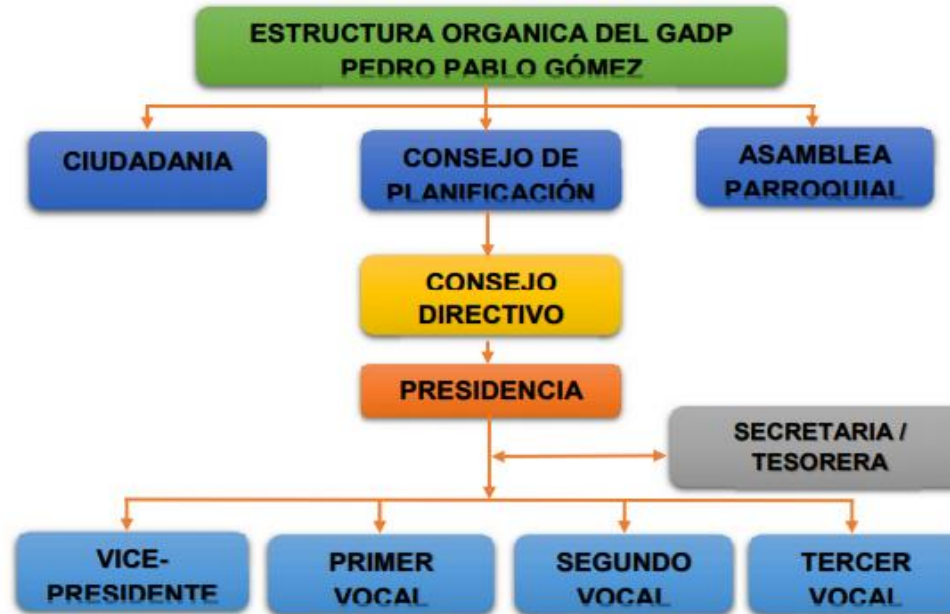 ESTRUCTURA ORGANICA DEL GADP
PEDRO PABLO GÓMEZ
CIUDADANIA
CONSEJO DE
PLANIFICACIÓN
ASAMBLEA
PARROQUIAL
CONSEJO
DIRECTIVO
PRESIDENCIA
SECRETARIA /
TESORERA
VICE-
PRESIDENTE
PRIMER
VOCAL
SEGUNDO
VOCAL
TERCER
VOCAL